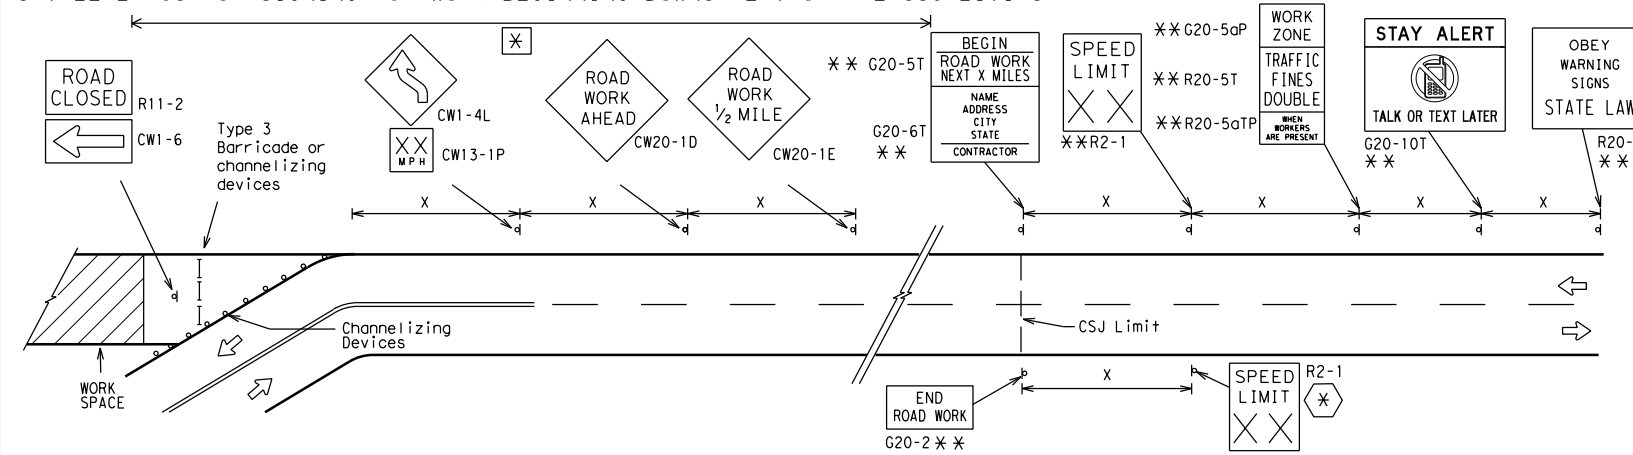 ROAD
CLOSED
R11-2
CW1-6
Type 3
Barricade or
channelizing
devices
CW1-4L
XX
MPH
CW13-1P
*
ROAD
WORK
AHEAD
CW20-1D
ROAD
WORK
1/2 MILE
CW20-1E
** G20-5T
BEGIN
ROAD WORK
NEXT X MILES
NAME
ADDRESS
CITY
STATE
CONTRACTOR
G20-6T
**
SPEED
LIMIT
XX
**R2-1
**G20-5aP
WORK
ZONE
**R20-5T
TRAFFIC
FINES
DOUBLE
**R20-5aTP
WHEN
WORKERS
ARE PRESENT
STAY ALERT
TALK OR TEXT LATER
G20-10T
**
OBEY
WARNING
SIGNS
STATE LAW
R20-
**
X
X
X
X
X
X
X
Channelizing
Devices
CSJ Limit
WORK
SPACE
X
END
ROAD WORK
G20-2**
SPEED
LIMIT
XX
R2-1
*